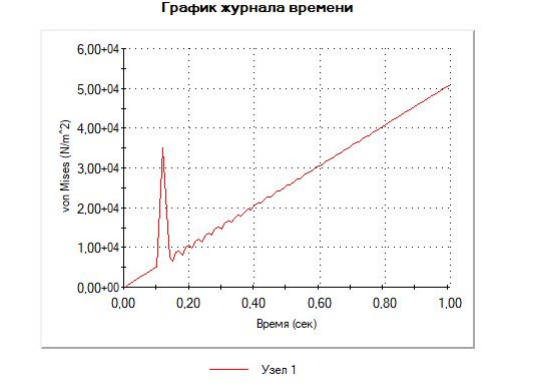 График журнала времени
von Mises (N/m^2)
6,00+04
5,00+04
4,00+04
3,00+04
2,00+04
1,00+04
0,00+00
0,00 0,20 0,40 0,60 0,80 1,00
Время (сек)
Узел 1